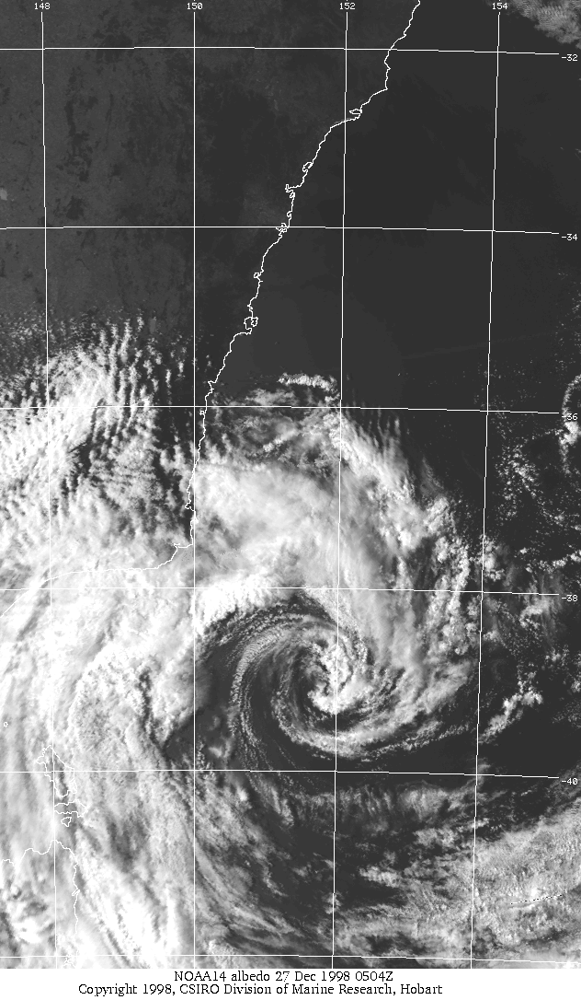 148 150 152 154
-32
-34
-36
-38
-40
NOAA14 albedo 27 Dec 1998 0504Z
Copyright 1998, CSIRO Division of Marine Research, Hobart